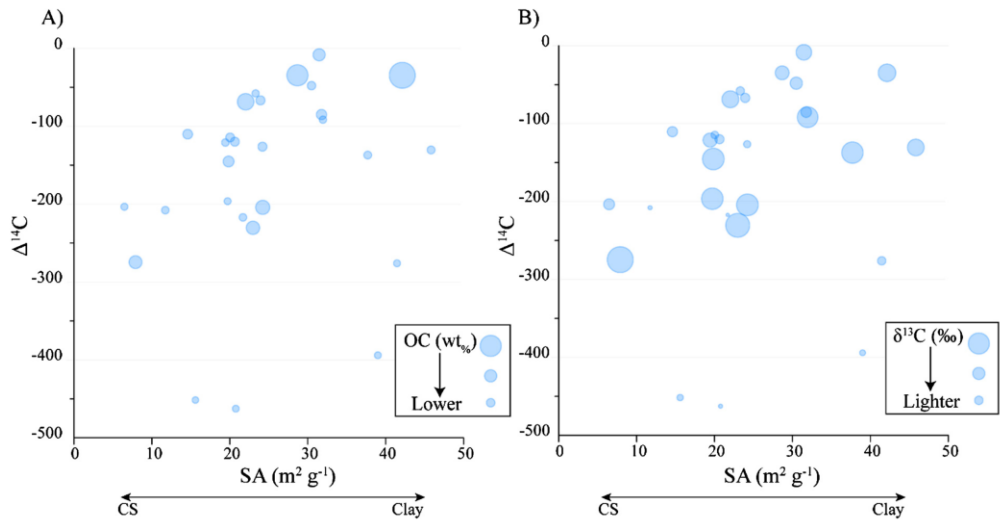 A)
0
-100
-200
-300
-400
-500
Δ¹⁴C
0 10 20 30 40 50
SA (m² g⁻¹)
CS Clay
OC (wt%)
Lower
B)
0
-100
-200
-300
-400
-500
Δ¹⁴C
0 10 20 30 40 50
SA (m² g⁻¹)
CS Clay
δ¹³C (‰)
Lighter